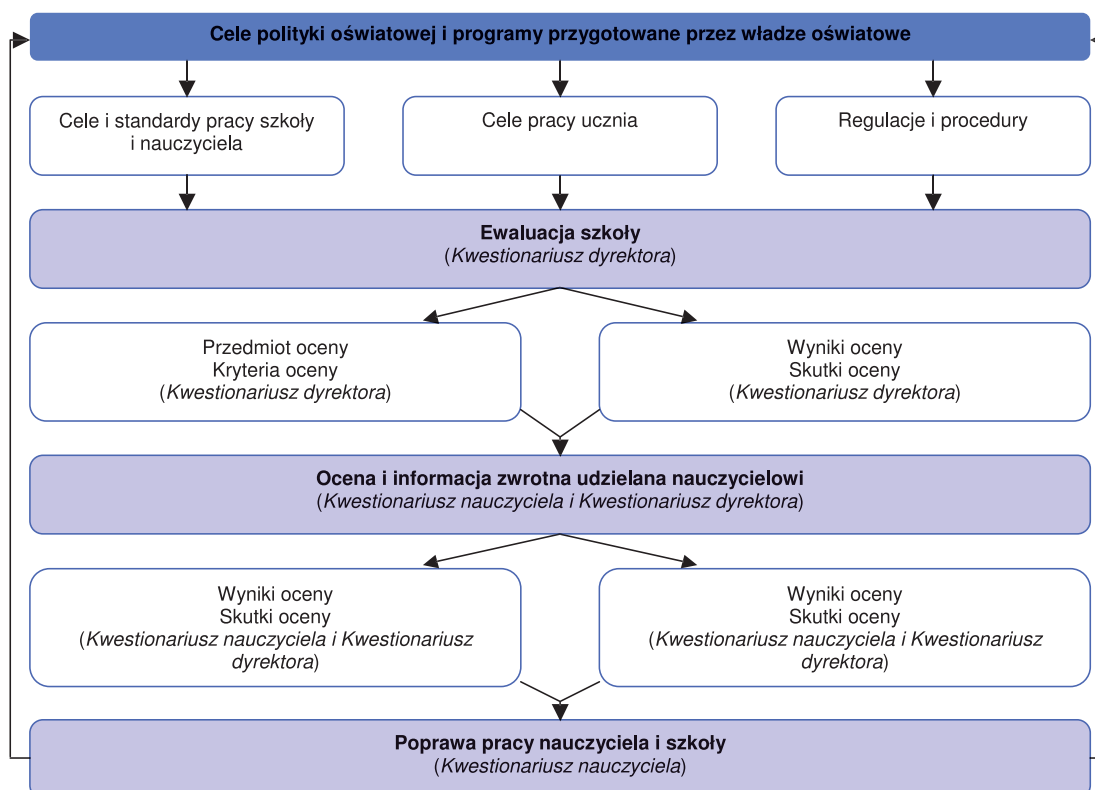 Cele polityki oświatowej i programy przygotowane przez władze oświatowe
Cele i standardy pracy szkoły
i nauczyciela
Cele pracy ucznia
Regulacje i procedury
Ewaluacja szkoły
(Kwestionariusz dyrektora)
Przedmiot oceny
Kryteria oceny
(Kwestionariusz dyrektora)
Wyniki oceny
Skutki oceny
(Kwestionariusz dyrektora)
Ocena i informacja zwrotna udzielana nauczycielowi
(Kwestionariusz nauczyciela i Kwestionariusz dyrektora)
Wyniki oceny
Skutki oceny
(Kwestionariusz nauczyciela i Kwestionariusz
dyrektora)
Wyniki oceny
Skutki oceny
(Kwestionariusz nauczyciela i Kwestionariusz
dyrektora)
Poprawa pracy nauczyciela i szkoły
(Kwestionariusz nauczyciela)